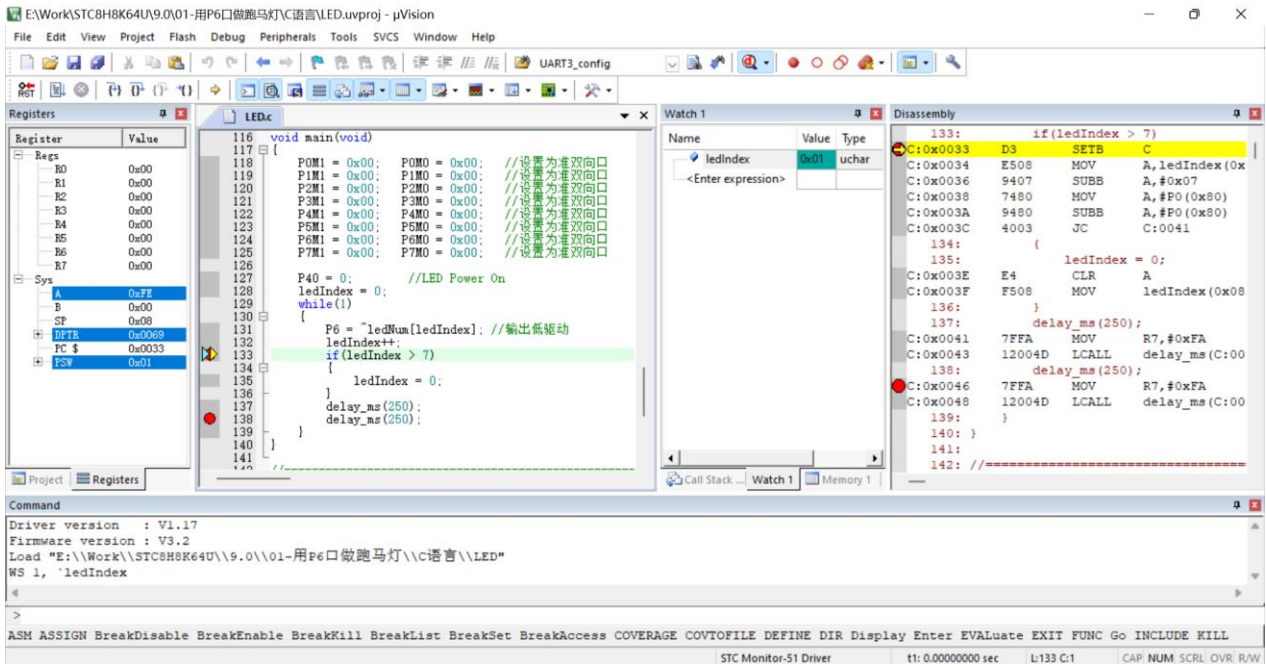 E:\Work\STC8H8K64U\9.0\01-用P6口做跑马灯\C语言\LED.uvproj - µVision
File Edit View Project Flash Debug Peripherals Tools SVCS Window Help
UART3_config
RST
Registers
Register Value
Regs
R0 0x00
R1 0x00
R2 0x00
R3 0x00
R4 0x00
R5 0x00
R6 0x00
R7 0x00
Sys
A 0xFE
B 0x00
SP 0x08
DPTR 0x0069
PC $ 0x0033
PSW 0x01
Project Registers
LED.c
116 void main(void)
117 {
118 P0M1 = 0x00; P0M0 = 0x00; //设置为准双向口
119 P1M1 = 0x00; P1M0 = 0x00; //设置为准双向口
120 P2M1 = 0x00; P2M0 = 0x00; //设置为准双向口
121 P3M1 = 0x00; P3M0 = 0x00; //设置为准双向口
122 P4M1 = 0x00; P4M0 = 0x00; //设置为准双向口
123 P5M1 = 0x00; P5M0 = 0x00; //设置为准双向口
124 P6M1 = 0x00; P6M0 = 0x00; //设置为准双向口
125 P7M1 = 0x00; P7M0 = 0x00; //设置为准双向口
126
127 P40 = 0; //LED Power On
128 ledIndex = 0;
129 while(1)
130 {
131 P6 = ~ledNum[ledIndex]; //输出低驱动
132 ledIndex++;
133 if(ledIndex > 7)
134 {
135 ledIndex = 0;
136 }
137 delay_ms(250);
138 delay_ms(250);
139 }
140 }
141
142 //========================================
Watch 1
Name Value Type
ledIndex 0x01 uchar
<Enter expression>
Call Stack ... Watch 1 Memory 1
Disassembly
133: if(ledIndex > 7)
C:0x0033 D3 SETB C
C:0x0034 E508 MOV A,ledIndex(0x
C:0x0036 9407 SUBB A,#0x07
C:0x0038 7480 MOV A,#P0(0x80)
C:0x003A 9480 SUBB A,#P0(0x80)
C:0x003C 4003 JC C:0041
134: {
135: ledIndex = 0;
C:0x003E E4 CLR A
C:0x003F F508 MOV ledIndex(0x08
136: }
137: delay_ms(250);
C:0x0041 7FFA MOV R7,#0xFA
C:0x0043 12004D LCALL delay_ms(C:00
138: delay_ms(250);
C:0x0046 7FFA MOV R7,#0xFA
C:0x0048 12004D LCALL delay_ms(C:00
139: }
140: }
141:
142: //==================================
Command
Driver version : V1.17
Firmware version : V3.2
Load "E:\\Work\\STC8H8K64U\\9.0\\01-用P6口做跑马灯\\C语言\\LED"
WS 1, `ledIndex
>
ASM ASSIGN BreakDisable BreakEnable BreakKill BreakList BreakSet BreakAccess COVERAGE COVTOFILE DEFINE DIR Display Enter EVALuate EXIT FUNC Go INCLUDE KILL
STC Monitor-51 Driver t1: 0.00000000 sec L:133 C:1 CAP NUM SCRL OVR R/W